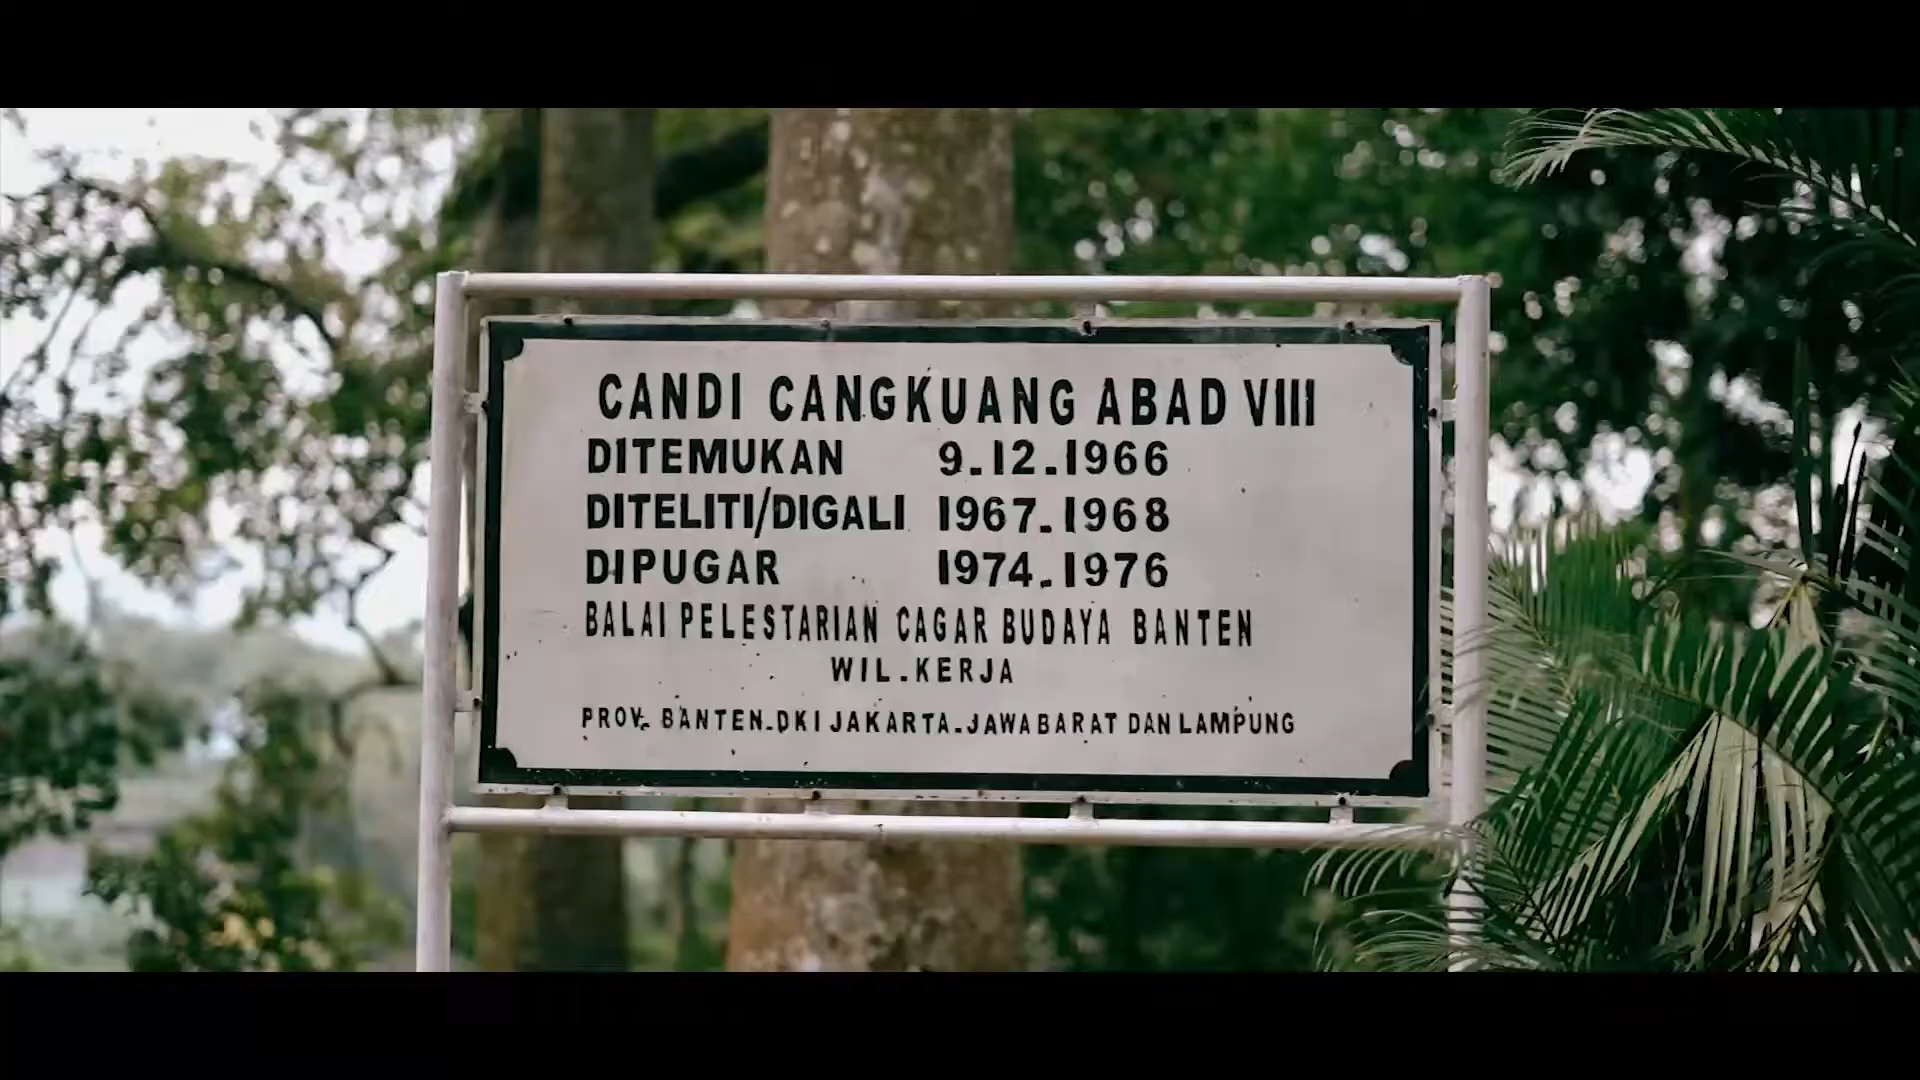 CANDI CANGKUANG ABAD VIII
DITEMUKAN 9.12.1966
DITELITI/DIGALI 1967-1968
DIPUGAR 1974-1976
BALAI PELESTARIAN CAGAR BUDAYA BANTEN
WIL.KERJA
PROV. BANTEN-DKI JAKARTA-JAWA BARAT DAN LAMPUNG